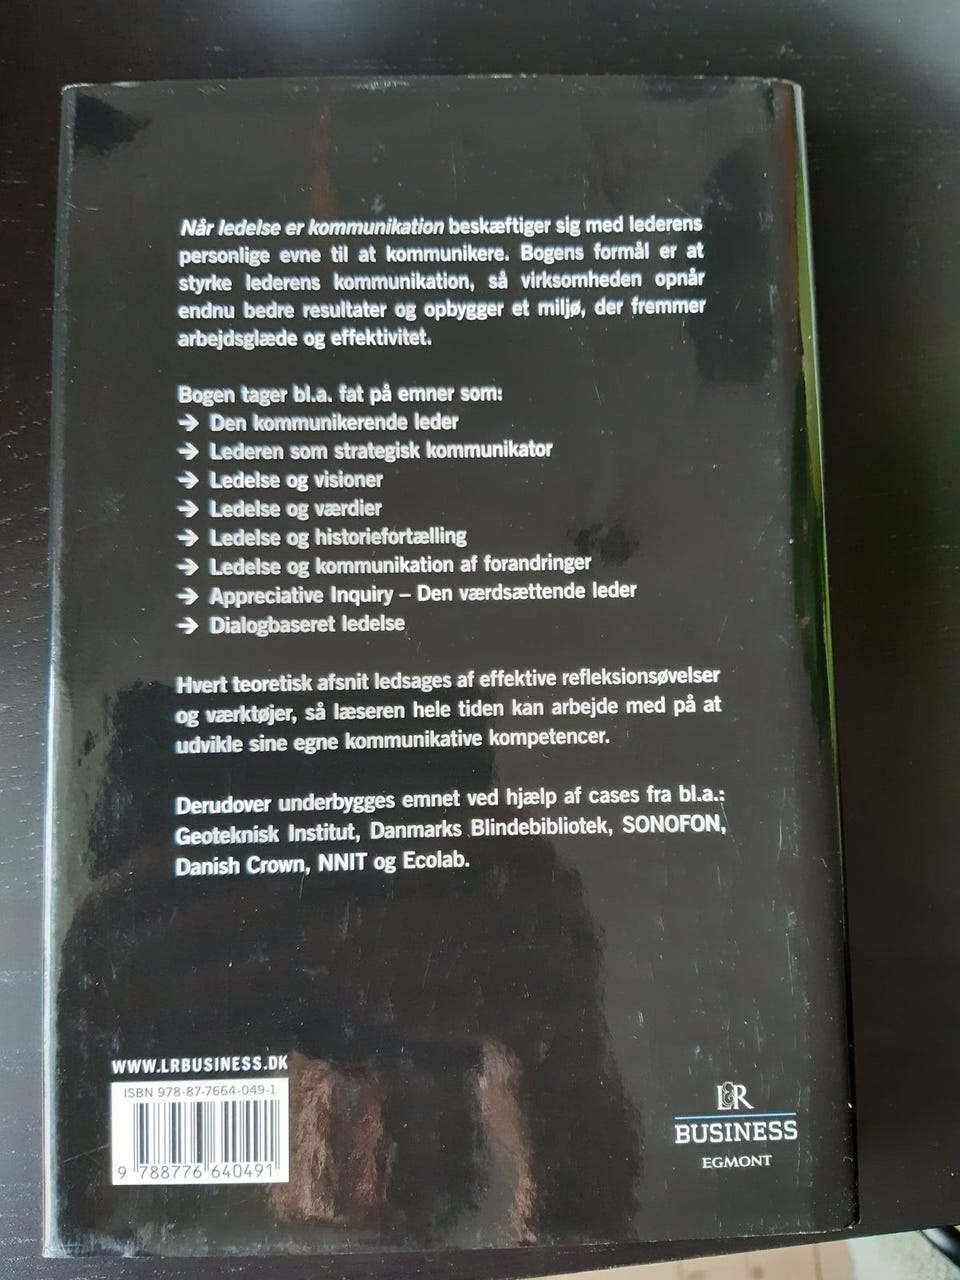 Når ledelse er kommunikation beskæftiger sig med lederens
personlige evne til at kommunikere. Bogens formål er at
styrke lederens kommunikation, så virksomheden opnår
endnu bedre resultater og opbygger et miljø, der fremmer
arbejdsglæde og effektivitet.
Bogen tager bl.a. fat på emner som:
→ Den kommunikerende leder
→ Lederen som strategisk kommunikator
→ Ledelse og visioner
→ Ledelse og værdier
→ Ledelse og historiefortælling
→ Ledelse og kommunikation af forandringer
→ Appreciative Inquiry – Den værdsættende leder
→ Dialogbaseret ledelse
Hvert teoretisk afsnit ledsages af effektive refleksionsøvelser
og værktøjer, så læseren hele tiden kan arbejde med på at
udvikle sine egne kommunikative kompetencer.
Derudover underbygges emnet ved hjælp af cases fra bl.a.:
Geoteknisk Institut, Danmarks Blindebibliotek, SONOFON,
Danish Crown, NNIT og Ecolab.
WWW.LRBUSINESS.DK
ISBN 978-87-7664-049-1
9 788776 640491
L&R
BUSINESS
EGMONT